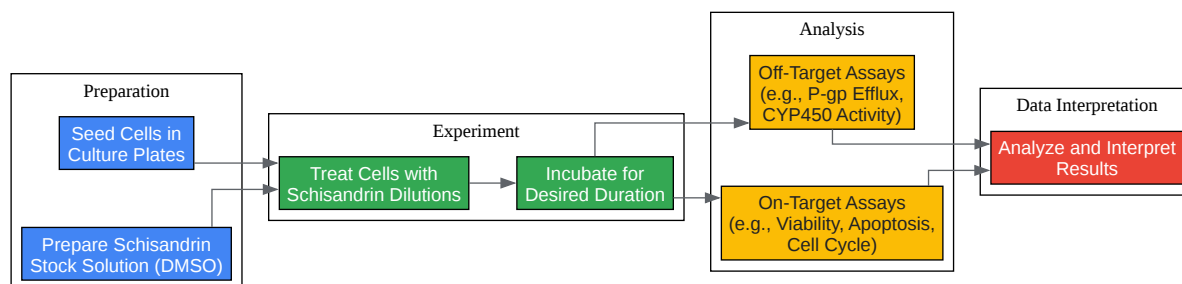 Preparation
Seed Cells in
Culture Plates
Prepare Schisandrin
Stock Solution (DMSO)
Experiment
Treat Cells with
Schisandrin Dilutions
Incubate for
Desired Duration
Analysis
Off-Target Assays
(e.g., P-gp Efflux,
CYP450 Activity)
On-Target Assays
(e.g., Viability, Apoptosis,
Cell Cycle)
Data Interpretation
Analyze and Interpret
Results